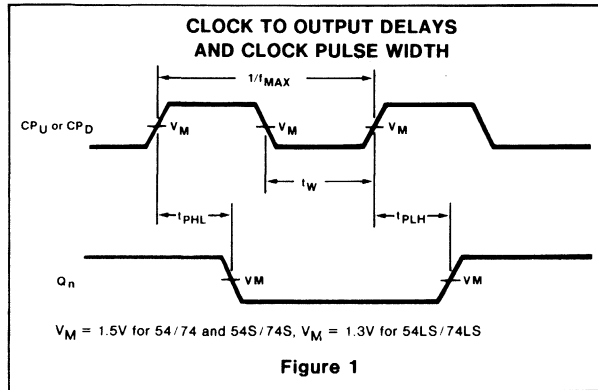 CLOCK TO OUTPUT DELAYS
AND CLOCK PULSE WIDTH
1/fMAX
CPU or CPD
VM
VM
VM
tW
tPHL
tPLH
Qn
VM
VM
VM = 1.5V for 54/74 and 54S/74S, VM = 1.3V for 54LS/74LS
Figure 1